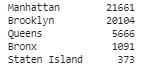 Manhattan 21661
Brooklyn 20104
Queens 5666
Bronx 1091
Staten Island 373